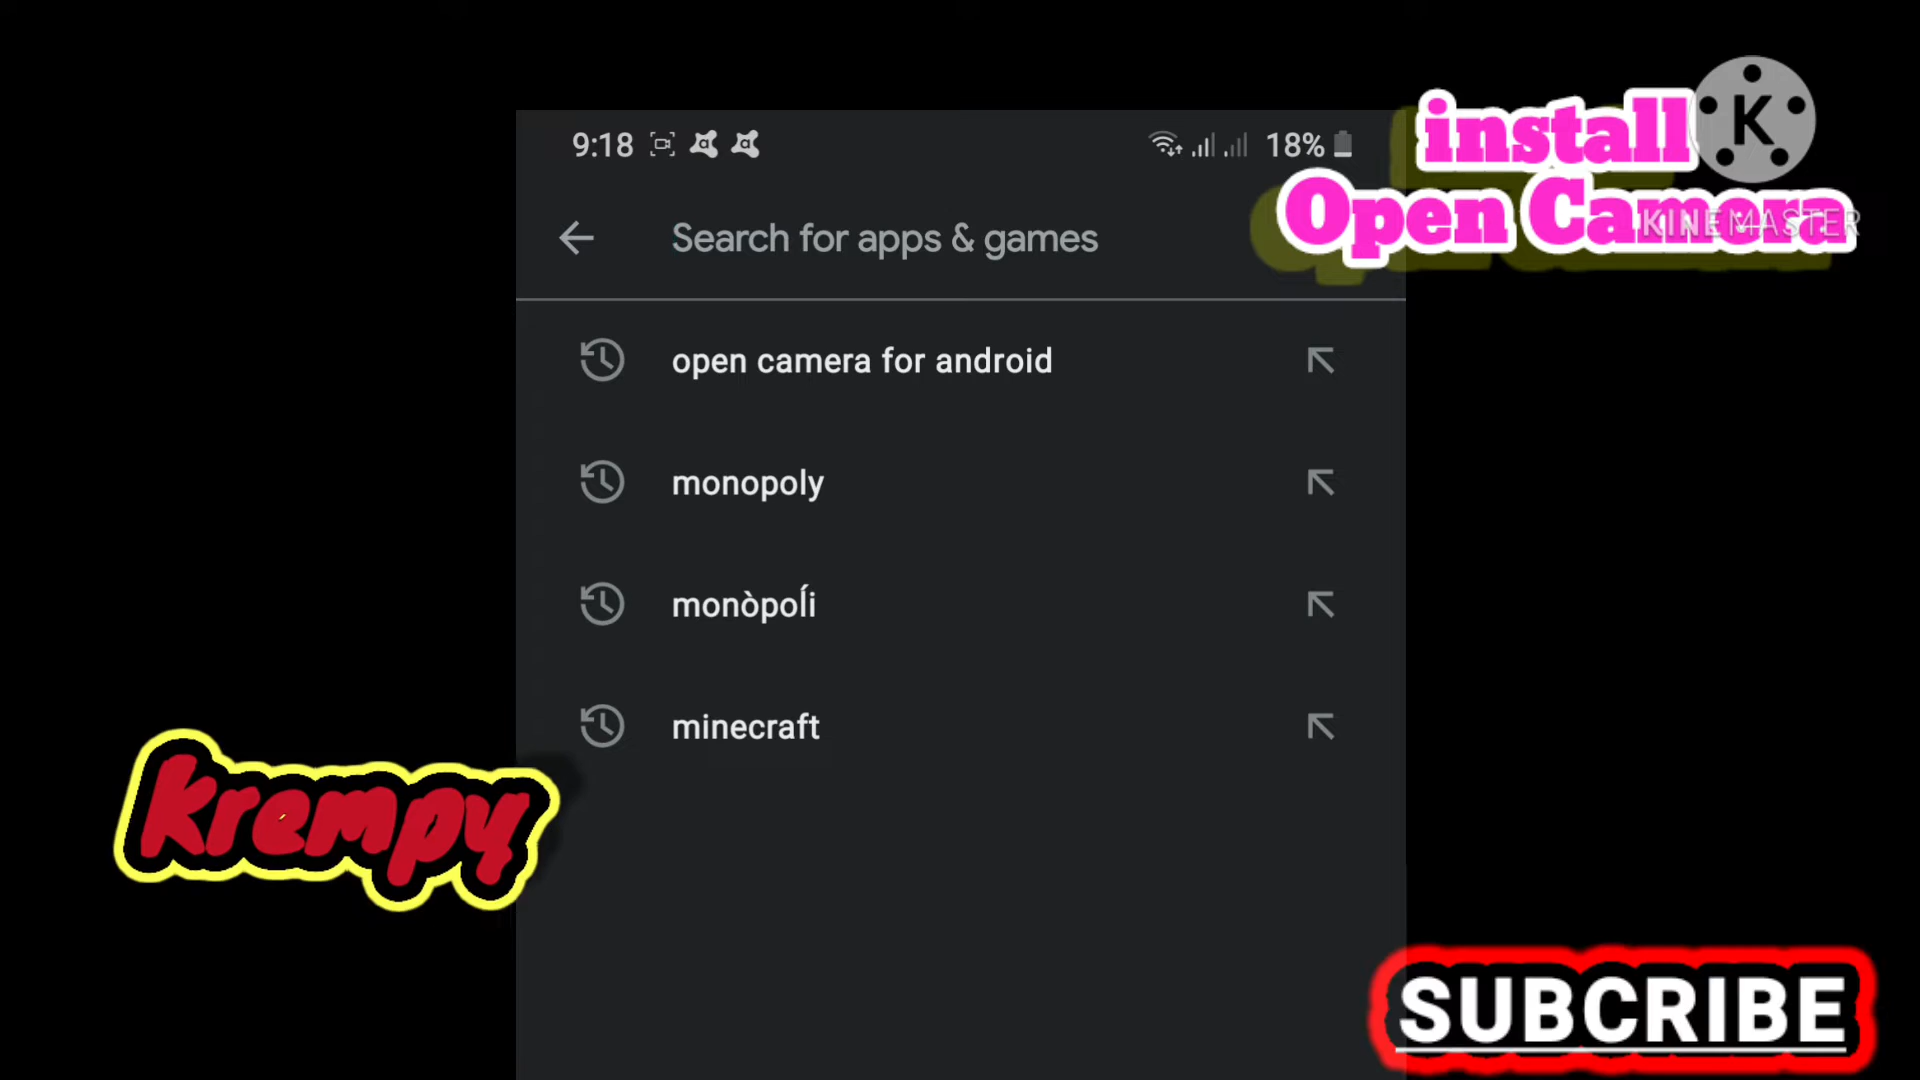 9:18
18%
install
K
Open Camera
KINEMASTER
Search for apps & games
open camera for android
monopoly
monòpoĺi
minecraft
Krempy
SUBCRIBE